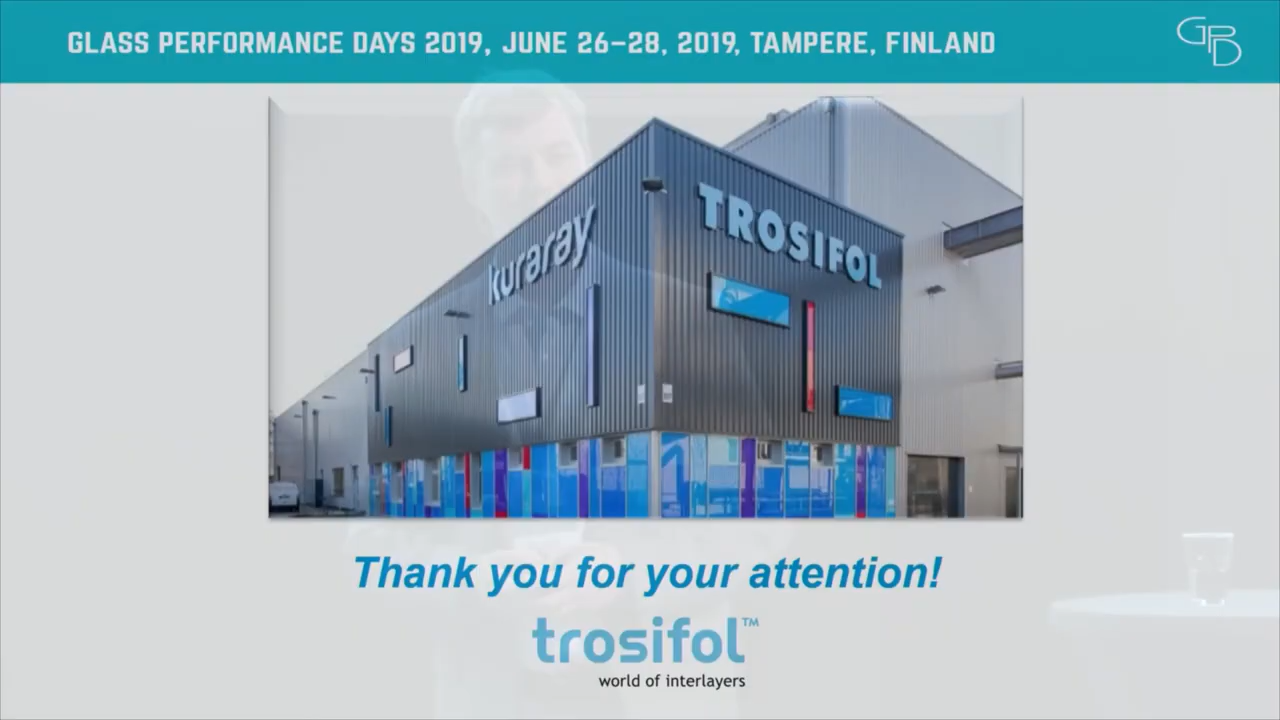 GLASS PERFORMANCE DAYS 2019, JUNE 26–28, 2019, TAMPERE, FINLAND
GPD
kuraray
TROSIFOL
Thank you for your attention!
trosifol™
world of interlayers